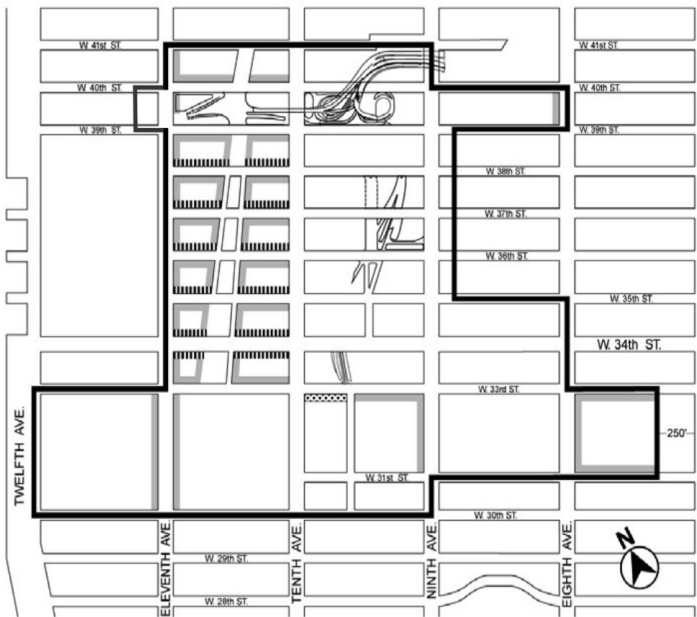 W. 41st ST.
W. 41st ST.
W. 40th ST.
W. 40th ST.
W. 39th ST.
W. 39th ST.
W. 38th ST.
W. 37th ST.
W. 36th ST.
W. 35th ST.
W. 34th ST.
W. 33rd ST.
250'
W. 31st ST.
W. 30th ST.
W. 29th ST.
W. 28th ST.
TWELFTH AVE.
ELEVENTH AVE.
TENTH AVE.
NINTH AVE.
EIGHTH AVE.
N